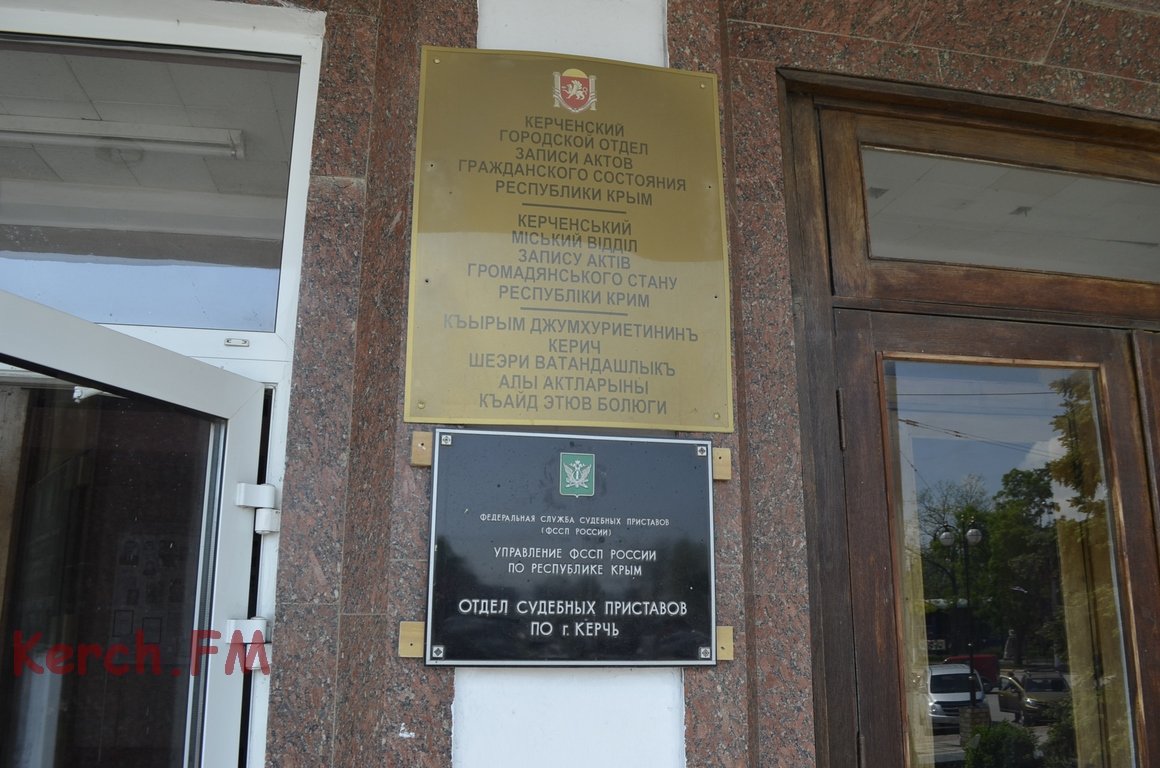 КЕРЧЕНСКИЙ
ГОРОДСКОЙ ОТДЕЛ
ЗАПИСИ АКТОВ
ГРАЖДАНСКОГО СОСТОЯНИЯ
РЕСПУБЛИКИ КРЫМ
КЕРЧЕНСЬКИЙ
МІСЬКИЙ ВІДДІЛ
ЗАПИСУ АКТІВ
ГРОМАДЯНСЬКОГО СТАНУ
РЕСПУБЛІКИ КРИМ
КЪЫРЫМ ДЖУМХУРИЕТИНИНЪ
КЕРИЧ
ШЕЭРИ ВАТАНДАШЛЫКЪ
АЛЫ АКТЛАРЫНЫ
КЪАЙД ЭТЮВ БОЛЮГИ
ФЕДЕРАЛЬНАЯ СЛУЖБА СУДЕБНЫХ ПРИСТАВОВ
(ФССП РОССИИ)
УПРАВЛЕНИЕ ФССП РОССИИ
ПО РЕСПУБЛИКЕ КРЫМ
ОТДЕЛ СУДЕБНЫХ ПРИСТАВОВ
ПО г. КЕРЧЬ
Kerch.FM